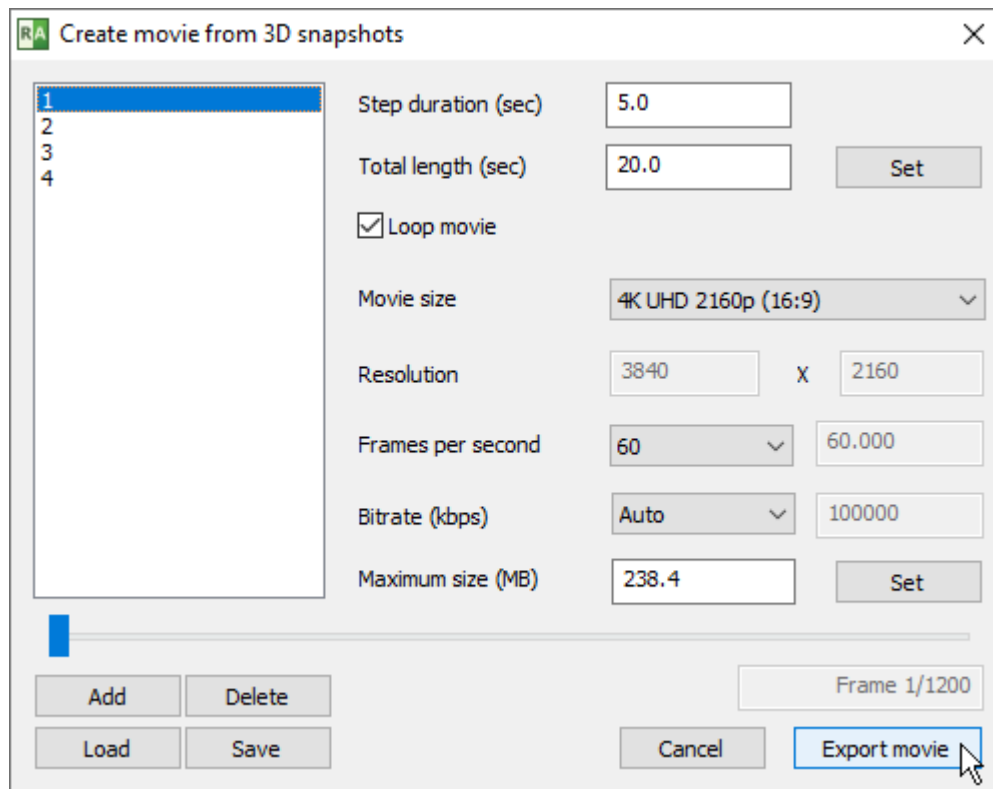 RA Create movie from 3D snapshots
1
2
3
4
Step duration (sec) 5.0
Total length (sec) 20.0 Set
Loop movie
Movie size 4K UHD 2160p (16:9)
Resolution 3840 X 2160
Frames per second 60 60.000
Bitrate (kbps) Auto 100000
Maximum size (MB) 238.4 Set
Frame 1/1200
Add Delete
Load Save Cancel Export movie